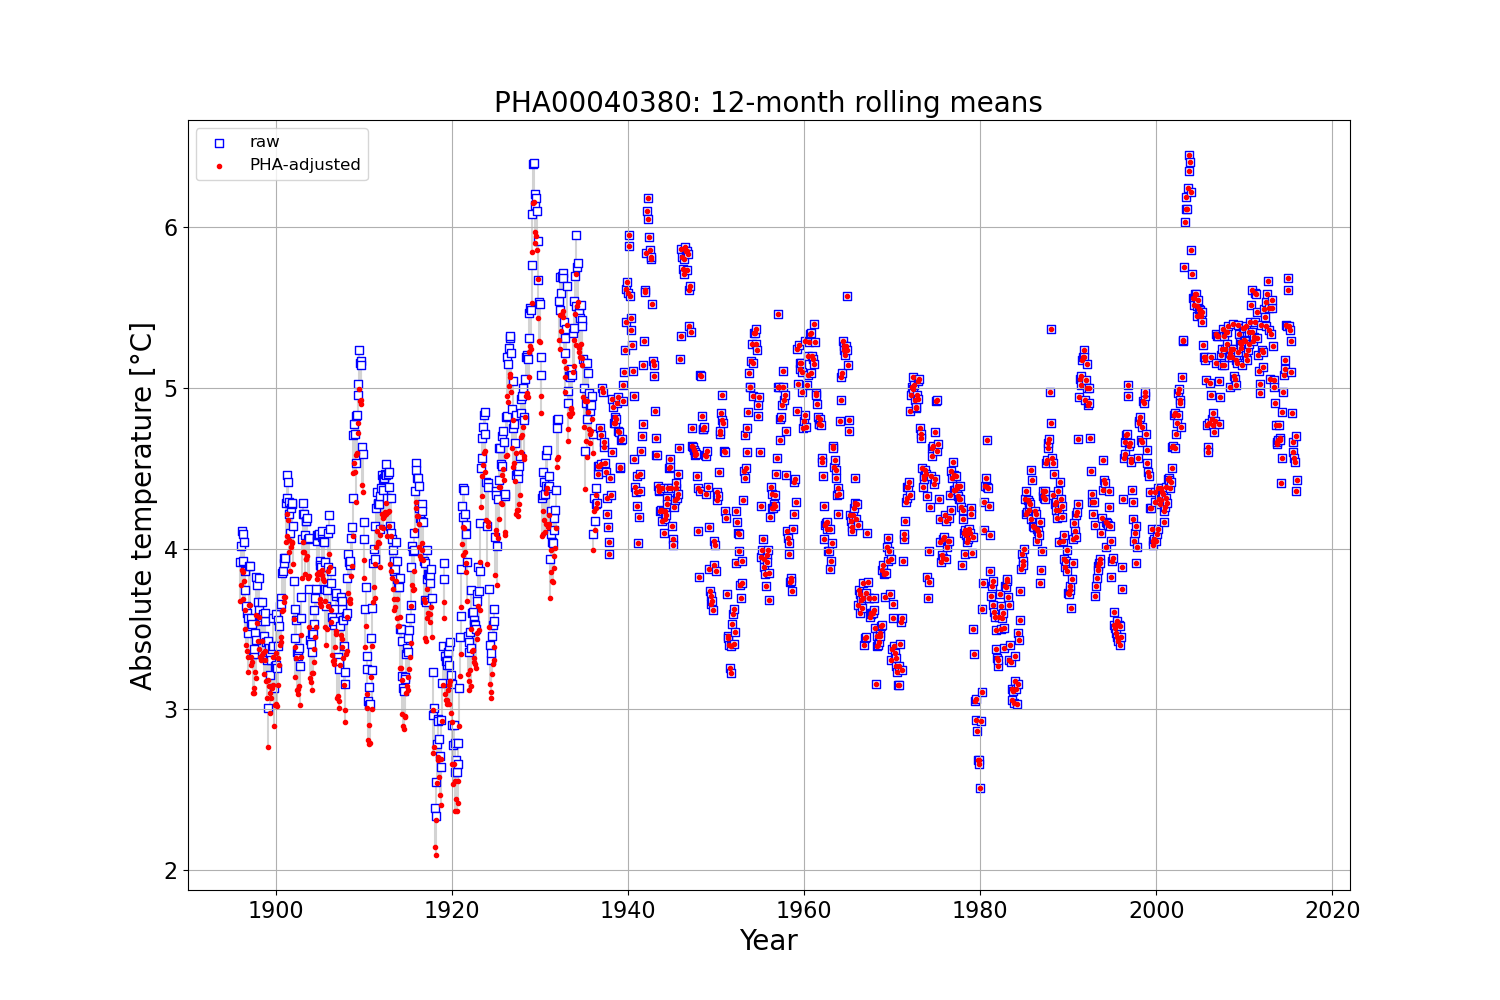 PHA00040380: 12-month rolling means
raw
PHA-adjusted
Absolute temperature [°C]
6
5
4
3
2
1900 1920 1940 1960 1980 2000 2020
Year